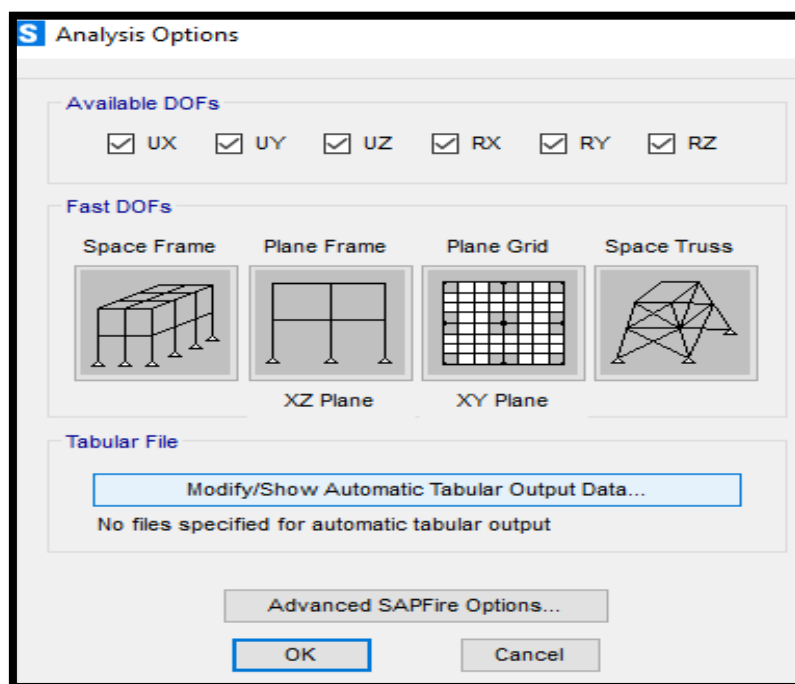 S Analysis Options
Available DOFs
UX UY UZ RX RY RZ
Fast DOFs
Space Frame Plane Frame Plane Grid Space Truss
XZ Plane XY Plane
Tabular File
Modify/Show Automatic Tabular Output Data...
No files specified for automatic tabular output
Advanced SAPFire Options...
OK Cancel